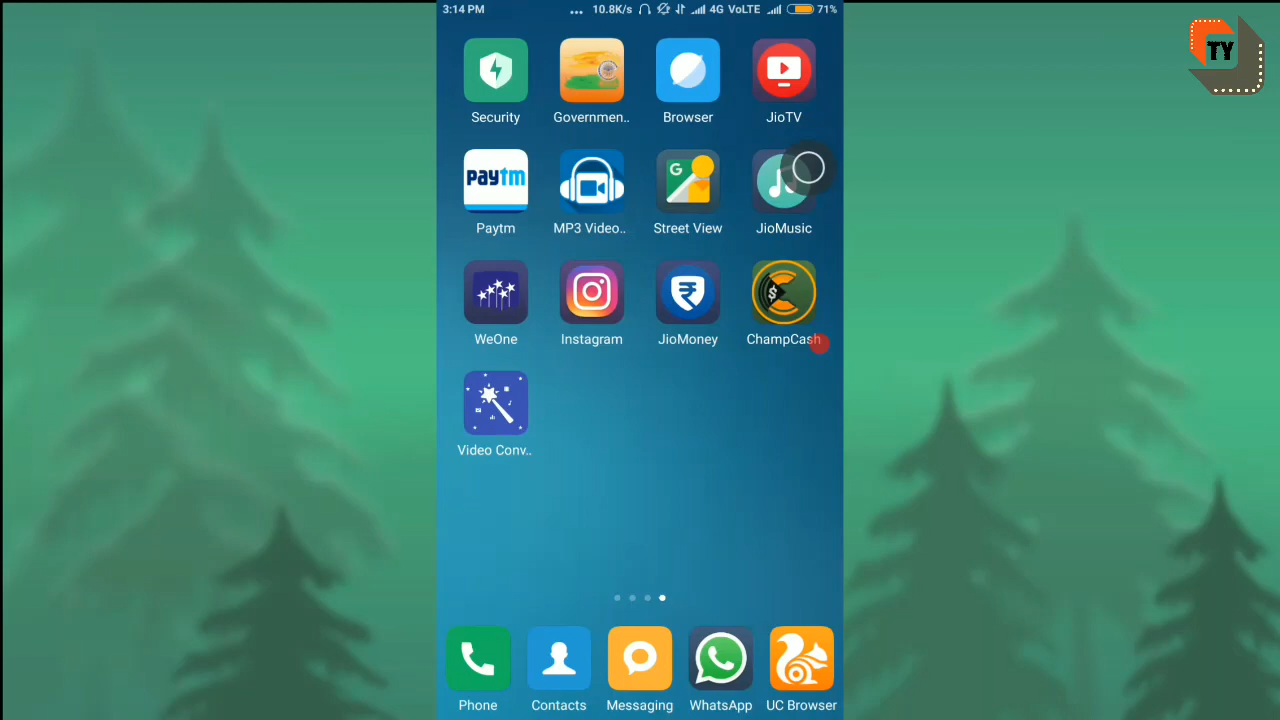 3:14 PM ... 10.8K/s 4G VoLTE 71%
TY
Security Governmen.. Browser JioTV
paytm
G
Paytm MP3 Video.. Street View JioMusic
WeOne Instagram JioMoney ChampCash
Video Conv..
Phone Contacts Messaging WhatsApp UC Browser